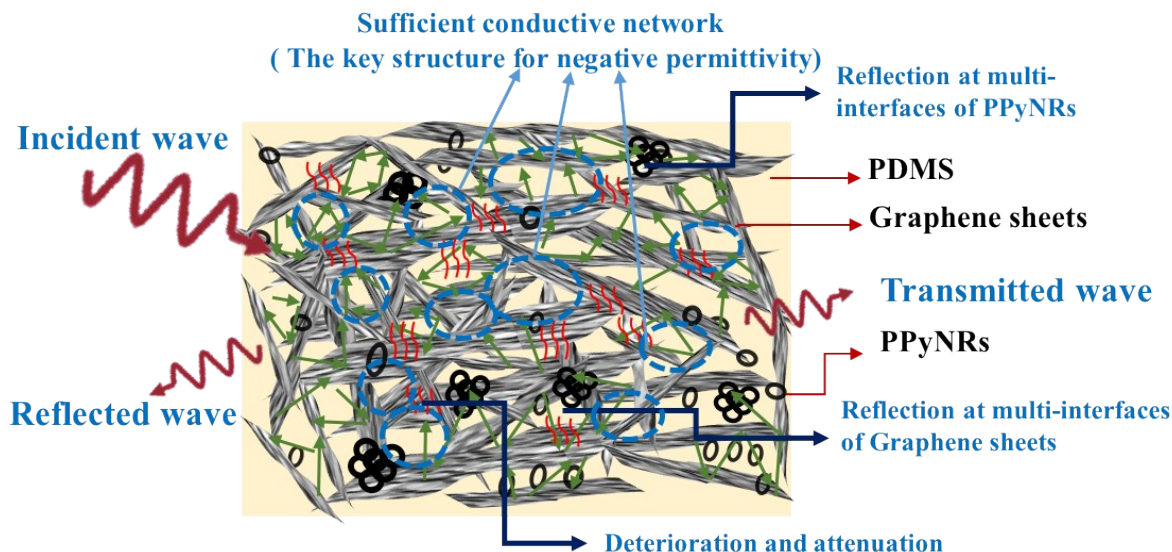 Sufficient conductive network
( The key structure for negative permittivity)
Reflection at multi-
interfaces of PPyNRs
Incident wave
PDMS
Graphene sheets
Transmitted wave
PPyNRs
Reflected wave
Reflection at multi-interfaces
of Graphene sheets
Deterioration and attenuation